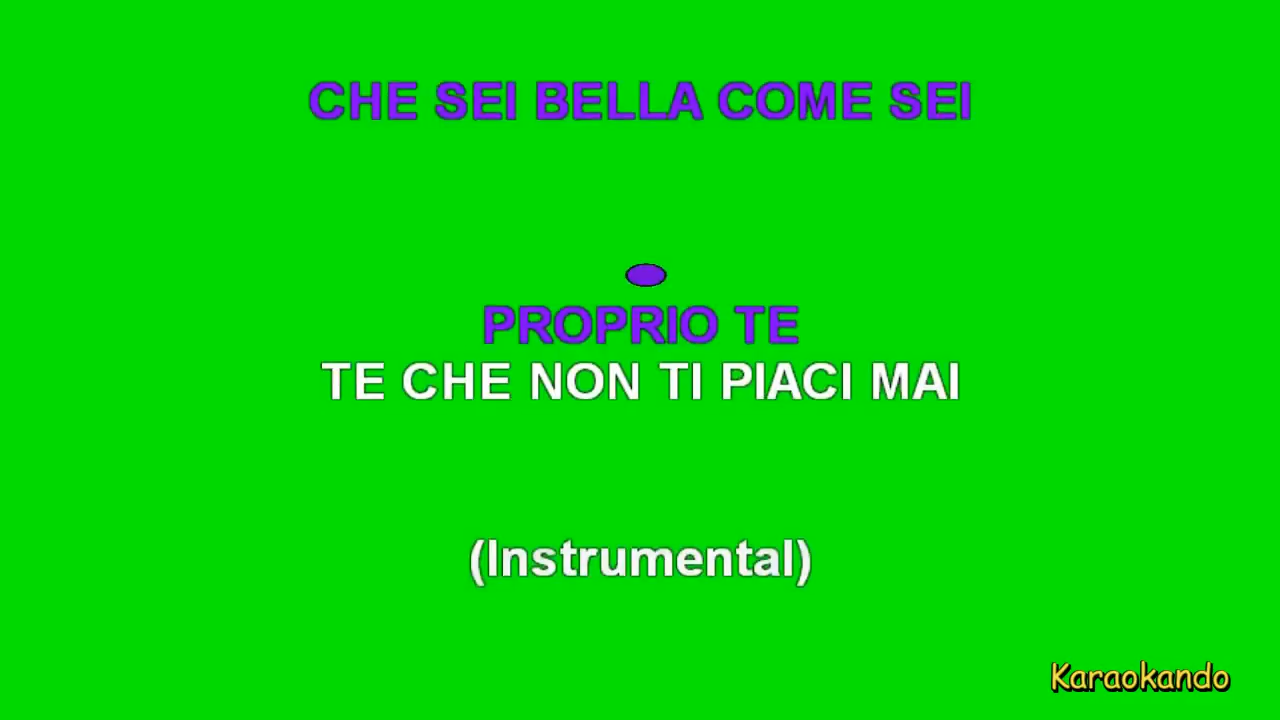 CHE SEI BELLA COME SEI
PROPRIO TE
TE CHE NON TI PIACI MAI
(Instrumental)
Karaokando